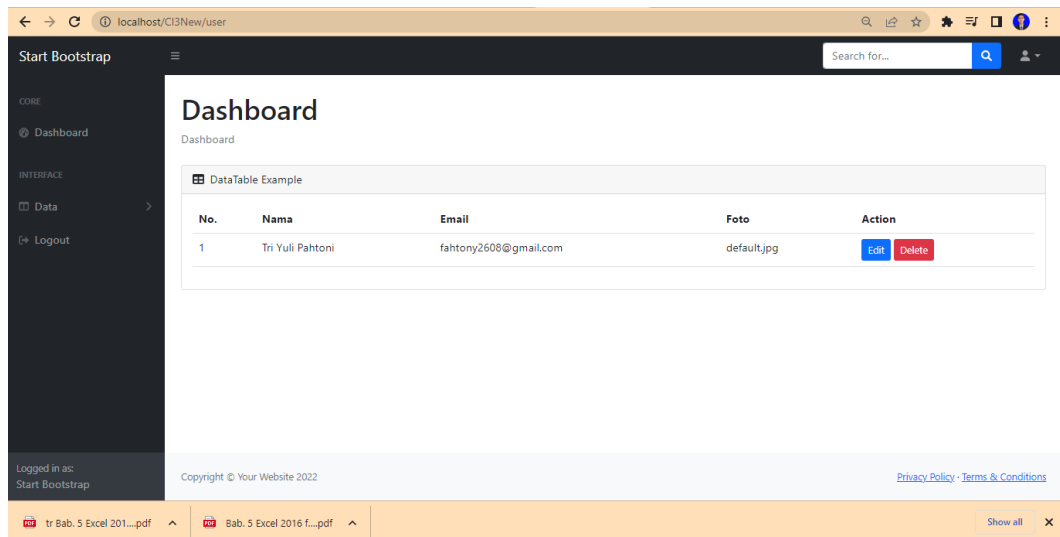 localhost/CI3New/user
Start Bootstrap
Search for...
CORE
Dashboard
INTERFACE
Data
Logout
Dashboard
Dashboard
DataTable Example
No. Nama Email Foto Action
1 Tri Yuli Pahtoni fahtony2608@gmail.com default.jpg Edit Delete
Logged in as:
Start Bootstrap
Copyright © Your Website 2022
Privacy Policy · Terms & Conditions
PDF tr Bab. 5 Excel 201....pdf
PDF Bab. 5 Excel 2016 f....pdf
Show all